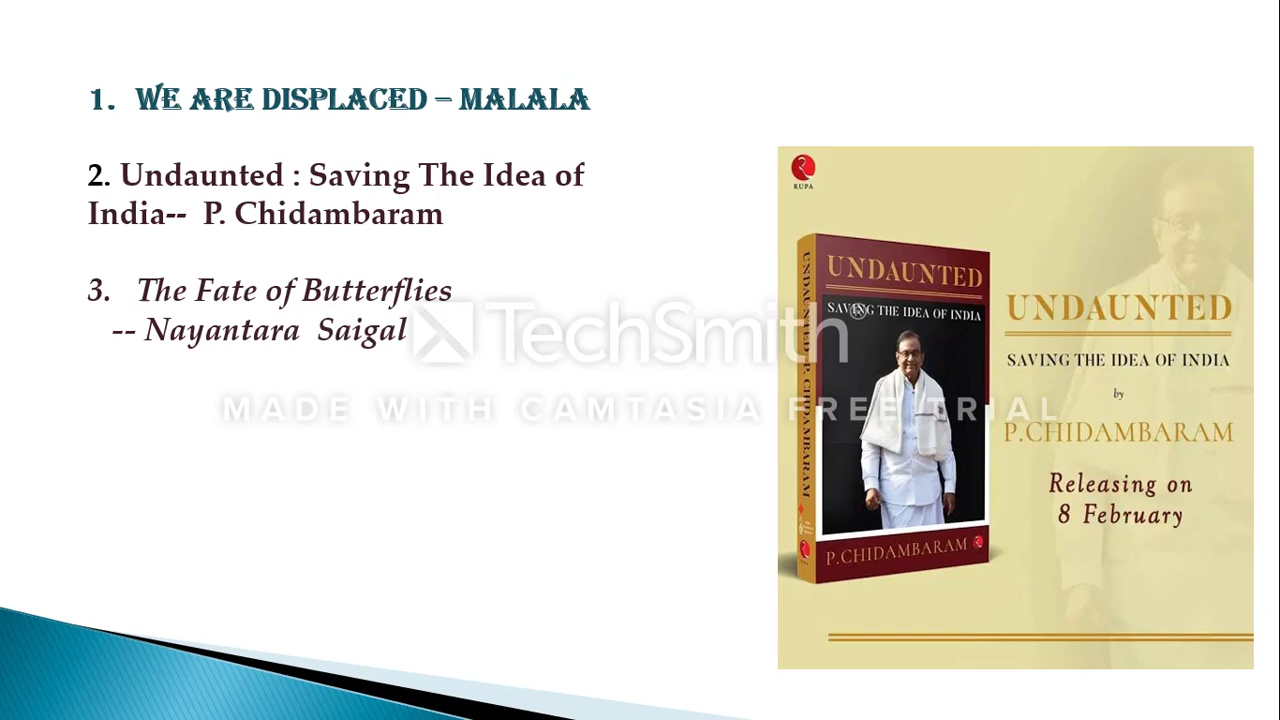 1. WE ARE DISPLACED – MALALA
2. Undaunted : Saving The Idea of
India-- P. Chidambaram
3. The Fate of Butterflies
-- Nayantara Saigal
TechSmith
MADE WITH CAMTASIA FREE TRIAL
R
RUPA
UNDAUNTED
SAVING THE IDEA OF INDIA
P.CHIDAMBARAM
UNDAUNTED P. CHIDAMBARAM
UNDAUNTED
SAVING THE IDEA OF INDIA
by
P.CHIDAMBARAM
Releasing on
8 February